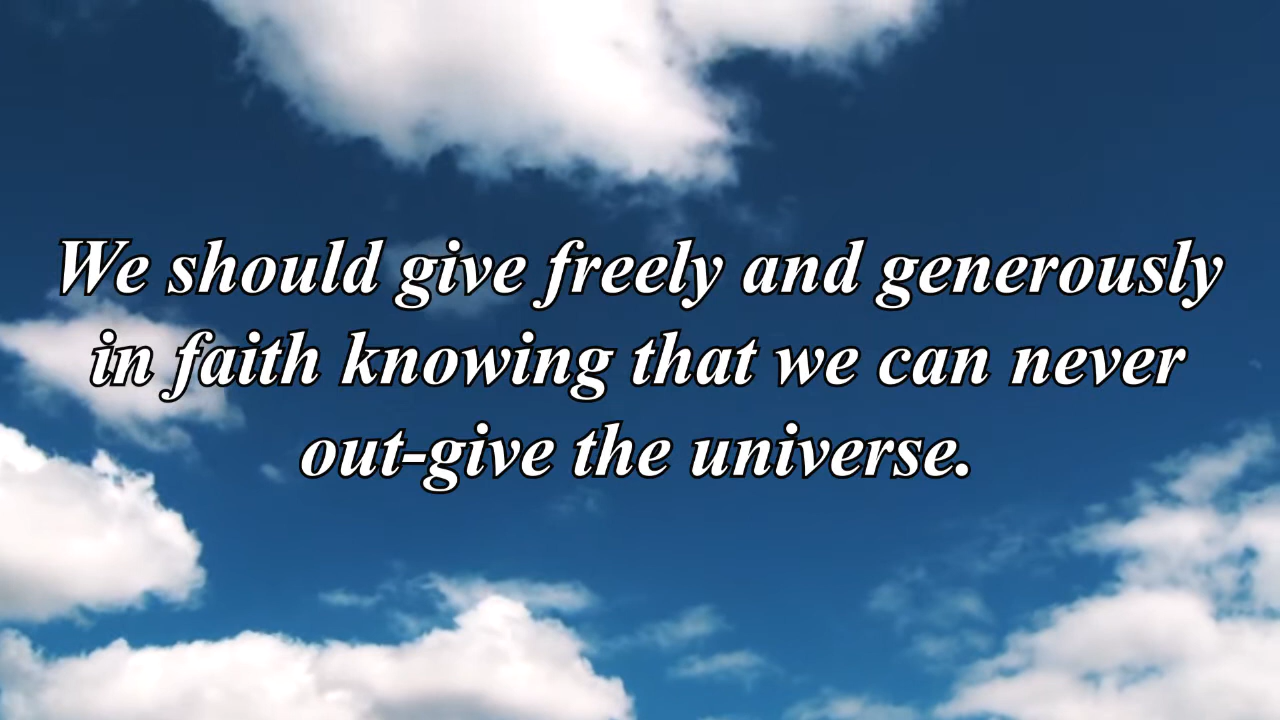 We should give freely and generously
in faith knowing that we can never
out-give the universe.